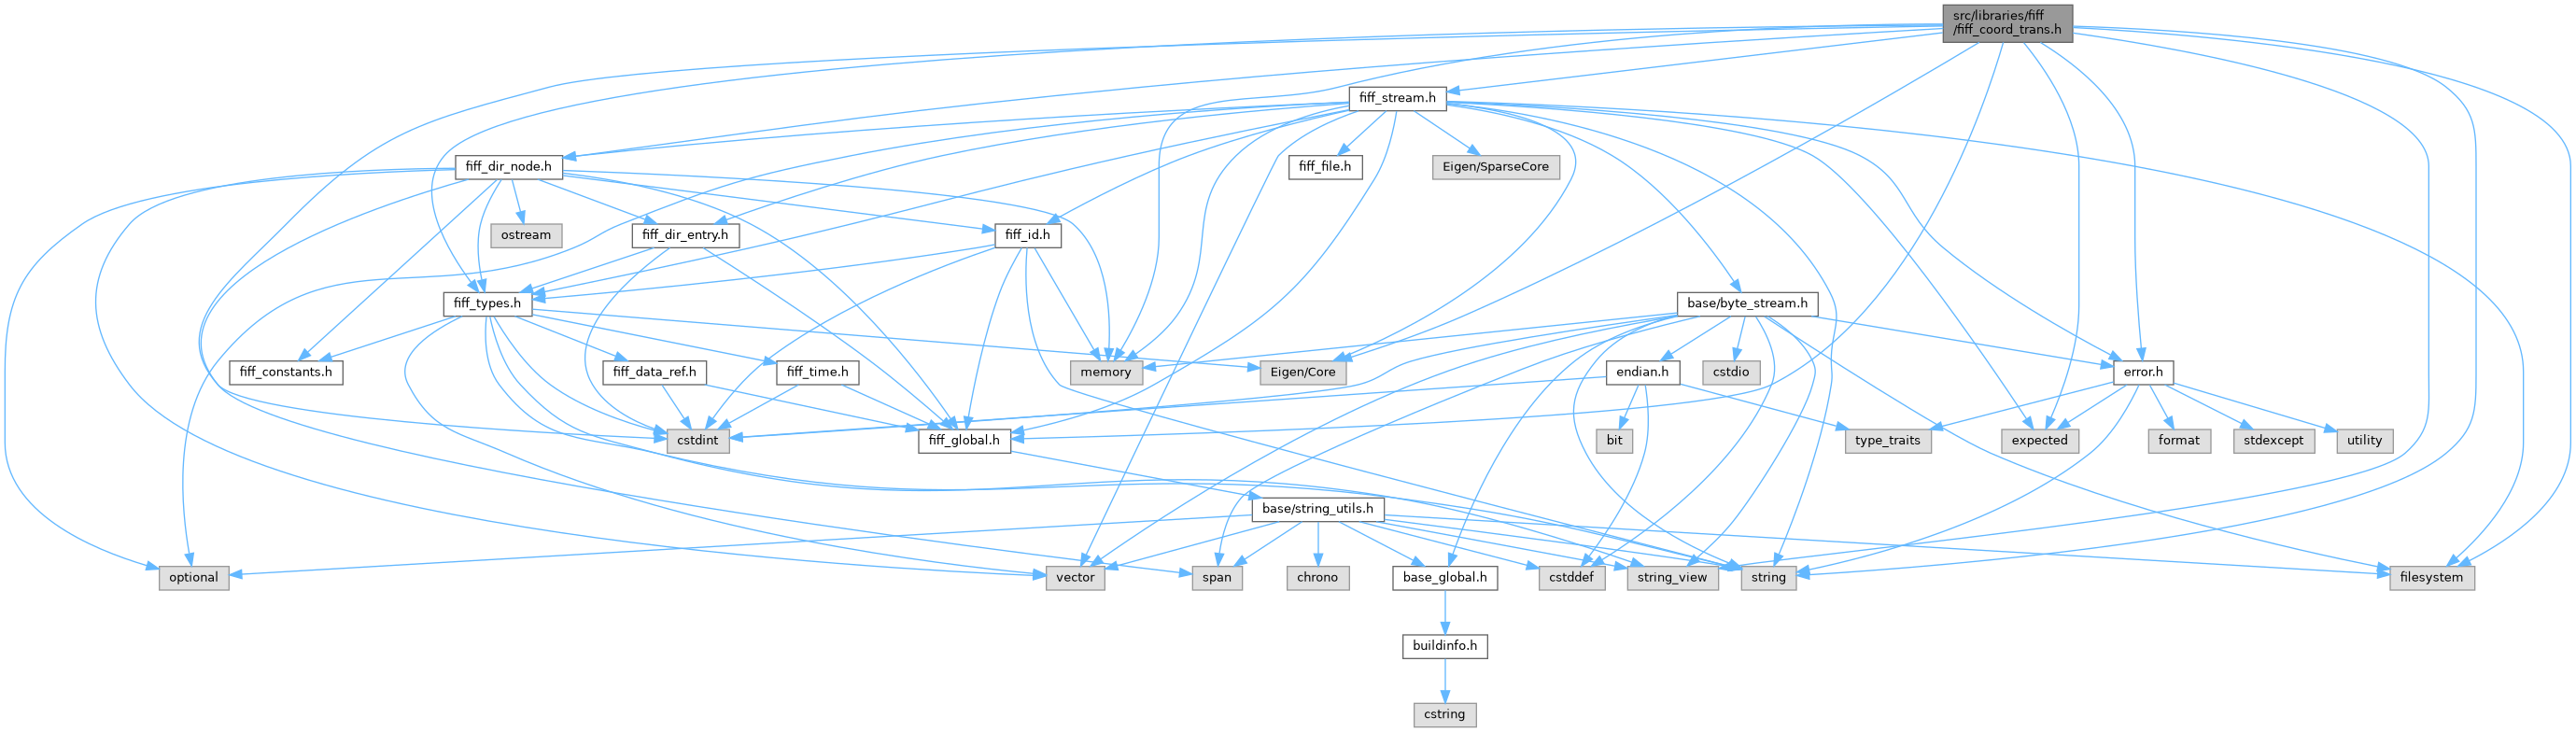 src/libraries/fiff
/fiff_coord_trans.h
fiff_stream.h
fiff_dir_node.h
fiff_file.h
Eigen/SparseCore
ostream
fiff_dir_entry.h
fiff_id.h
fiff_types.h
base/byte_stream.h
fiff_constants.h
fiff_data_ref.h
fiff_time.h
memory
Eigen/Core
endian.h
cstdio
error.h
cstdint
fiff_global.h
bit
type_traits
expected
format
stdexcept
utility
base/string_utils.h
optional
vector
span
chrono
base_global.h
cstddef
string_view
string
filesystem
buildinfo.h
cstring